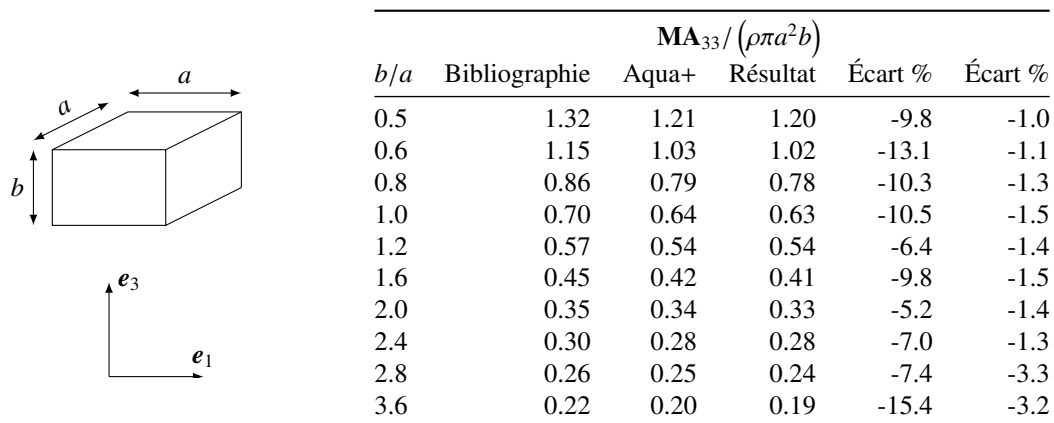 a
a
b
e₃
e₁
MA₃₃/(ρπa²b)
b/a Bibliographie Aqua+ Résultat Écart % Écart %
0.5 1.32 1.21 1.20 -9.8 -1.0
0.6 1.15 1.03 1.02 -13.1 -1.1
0.8 0.86 0.79 0.78 -10.3 -1.3
1.0 0.70 0.64 0.63 -10.5 -1.5
1.2 0.57 0.54 0.54 -6.4 -1.4
1.6 0.45 0.42 0.41 -9.8 -1.5
2.0 0.35 0.34 0.33 -5.2 -1.4
2.4 0.30 0.28 0.28 -7.0 -1.3
2.8 0.26 0.25 0.24 -7.4 -3.3
3.6 0.22 0.20 0.19 -15.4 -3.2